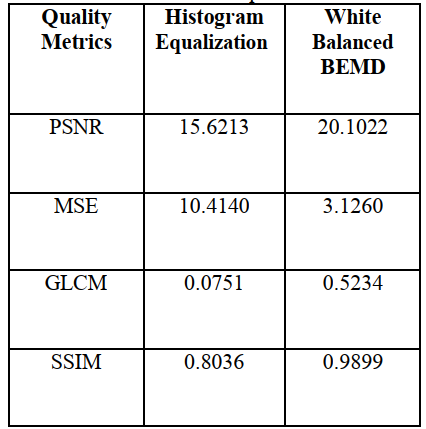 Quality Metrics Histogram Equalization White Balanced BEMD
PSNR 15.6213 20.1022
MSE 10.4140 3.1260
GLCM 0.0751 0.5234
SSIM 0.8036 0.9899